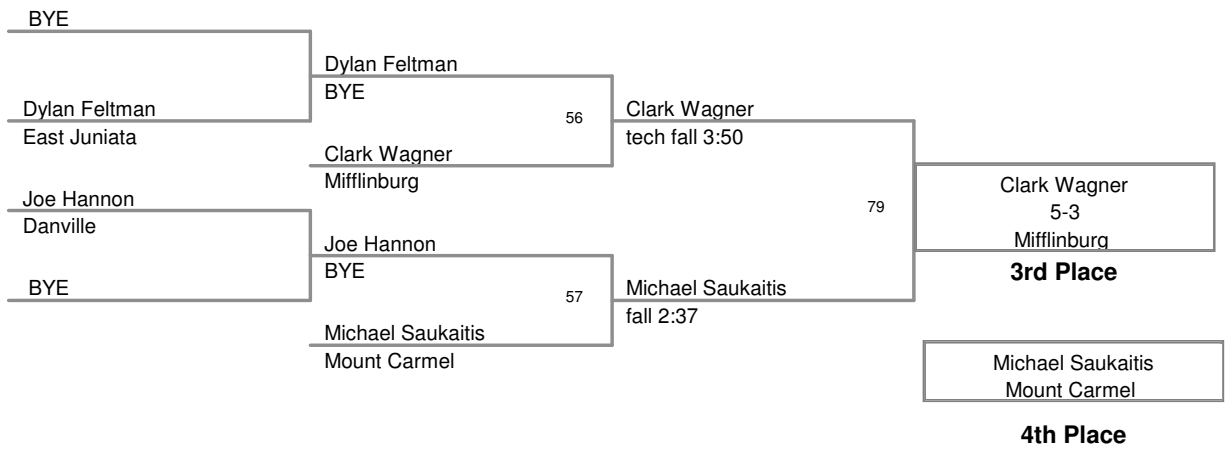 BYE
Dylan Feltman
East Juniata
Joe Hannon
Danville
BYE
Dylan Feltman
BYE
56
Clark Wagner
Mifflinburg
Joe Hannon
BYE
57
Michael Saukaitis
Mount Carmel
Clark Wagner
tech fall 3:50
79
Michael Saukaitis
fall 2:37
Clark Wagner
5-3
Mifflinburg
3rd Place
Michael Saukaitis
Mount Carmel
4th Place